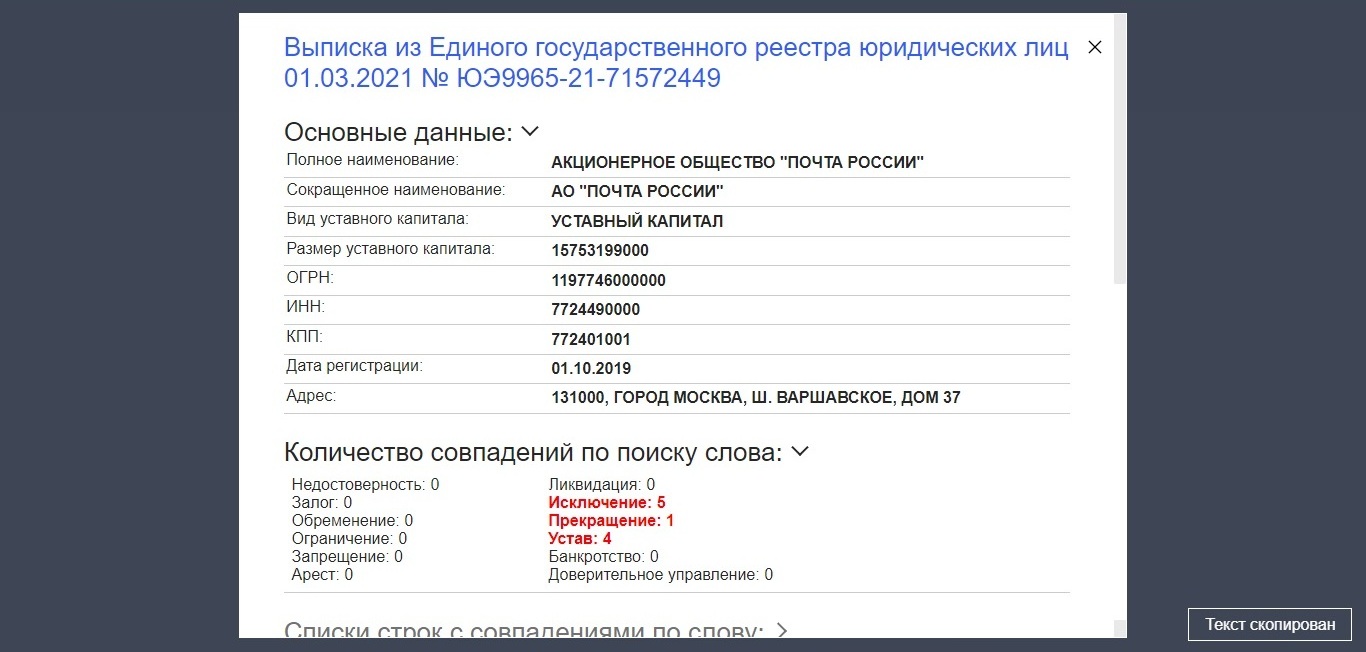 Выписка из Единого государственного реестра юридических лиц
01.03.2021 № ЮЭ9965-21-71572449
Основные данные:
Полное наименование: АКЦИОНЕРНОЕ ОБЩЕСТВО "ПОЧТА РОССИИ"
Сокращенное наименование: АО "ПОЧТА РОССИИ"
Вид уставного капитала: УСТАВНЫЙ КАПИТАЛ
Размер уставного капитала: 15753199000
ОГРН: 1197746000000
ИНН: 7724490000
КПП: 772401001
Дата регистрации: 01.10.2019
Адрес: 131000, ГОРОД МОСКВА, Ш. ВАРШАВСКОЕ, ДОМ 37
Количество совпадений по поиску слова:
Недостоверность: 0 Ликвидация: 0
Залог: 0 Исключение: 5
Обременение: 0 Прекращение: 1
Ограничение: 0 Устав: 4
Запрещение: 0 Банкротство: 0
Арест: 0 Доверительное управление: 0
Списки строк с совпадениями по слову:
Текст скопирован